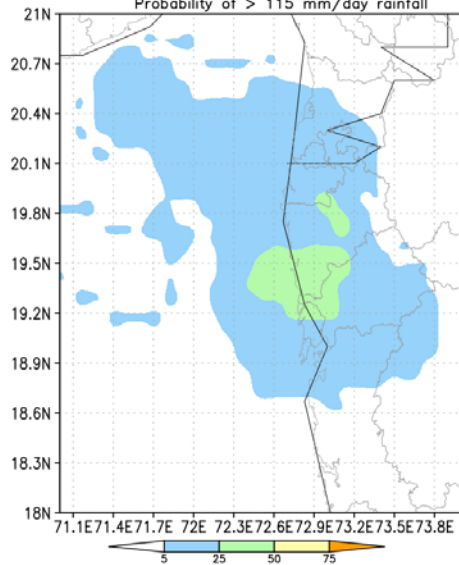 Probability of > 115 mm/day rainfall
21N
20.7N
20.4N
20.1N
19.8N
19.5N
19.2N
18.9N
18.6N
18.3N
18N
71.1E71.4E71.7E 72E 72.3E72.6E72.9E73.2E73.5E73.8E
5 25 50 75